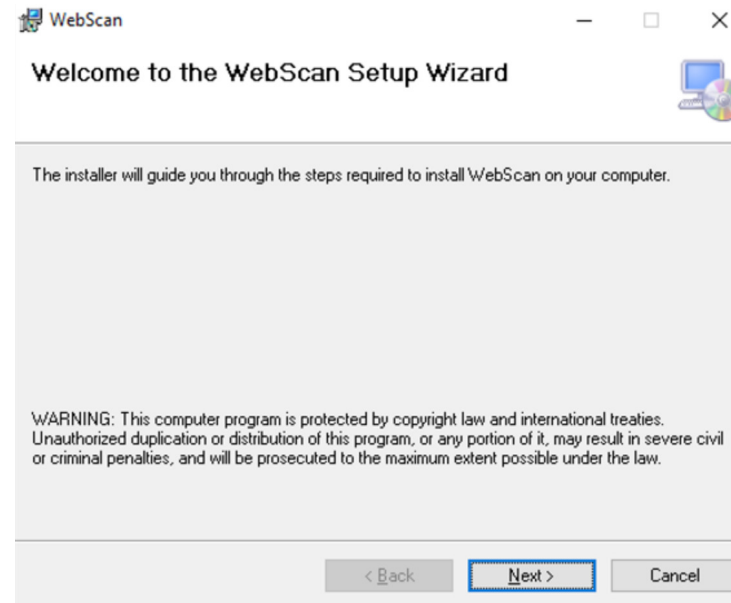 WebScan
Welcome to the WebScan Setup Wizard
The installer will guide you through the steps required to install WebScan on your computer.
WARNING: This computer program is protected by copyright law and international treaties.
Unauthorized duplication or distribution of this program, or any portion of it, may result in severe civil
or criminal penalties, and will be prosecuted to the maximum extent possible under the law.
< Back
Next >
Cancel